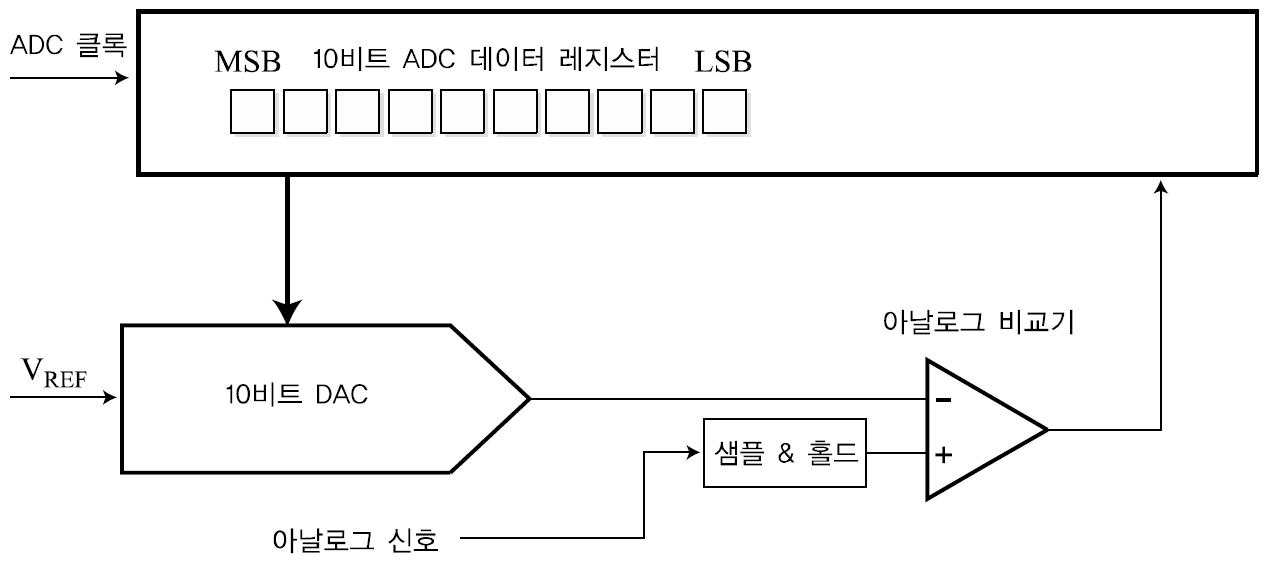 ADC 클록
MSB 10비트 ADC 데이터 레지스터 LSB
아날로그 비교기
VREF
10비트 DAC
-
샘플 & 홀드
+
아날로그 신호